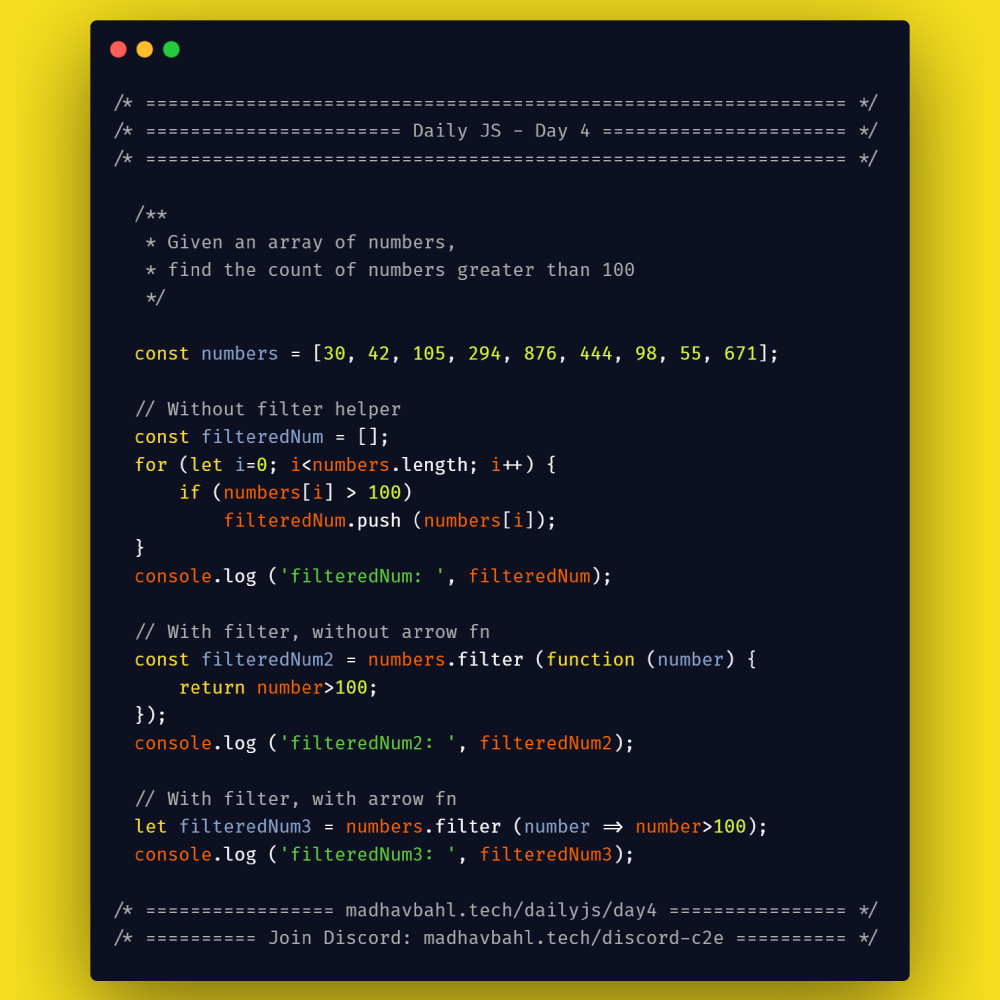 /* =============================================================== */
/* ======================= Daily JS - Day 4 ====================== */
/* =============================================================== */
/**
* Given an array of numbers,
* find the count of numbers greater than 100
*/
const numbers = [30, 42, 105, 294, 876, 444, 98, 55, 671];
// Without filter helper
const filteredNum = [];
for (let i=0; i<numbers.length; i++) {
if (numbers[i] > 100)
filteredNum.push (numbers[i]);
}
console.log ('filteredNum: ', filteredNum);
// With filter, without arrow fn
const filteredNum2 = numbers.filter (function (number) {
return number>100;
});
console.log ('filteredNum2: ', filteredNum2);
// With filter, with arrow fn
let filteredNum3 = numbers.filter (number => number>100);
console.log ('filteredNum3: ', filteredNum3);
/* ================= madhavbahl.tech/dailyjs/day4 ================ */
/* ========== Join Discord: madhavbahl.tech/discord-c2e ========== */